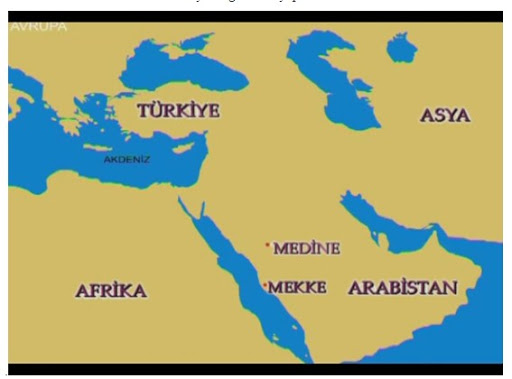 AVRUPA
TÜRKİYE
ASYA
AKDENİZ
MEDİNE
AFRİKA
MEKKE
ARABİSTAN